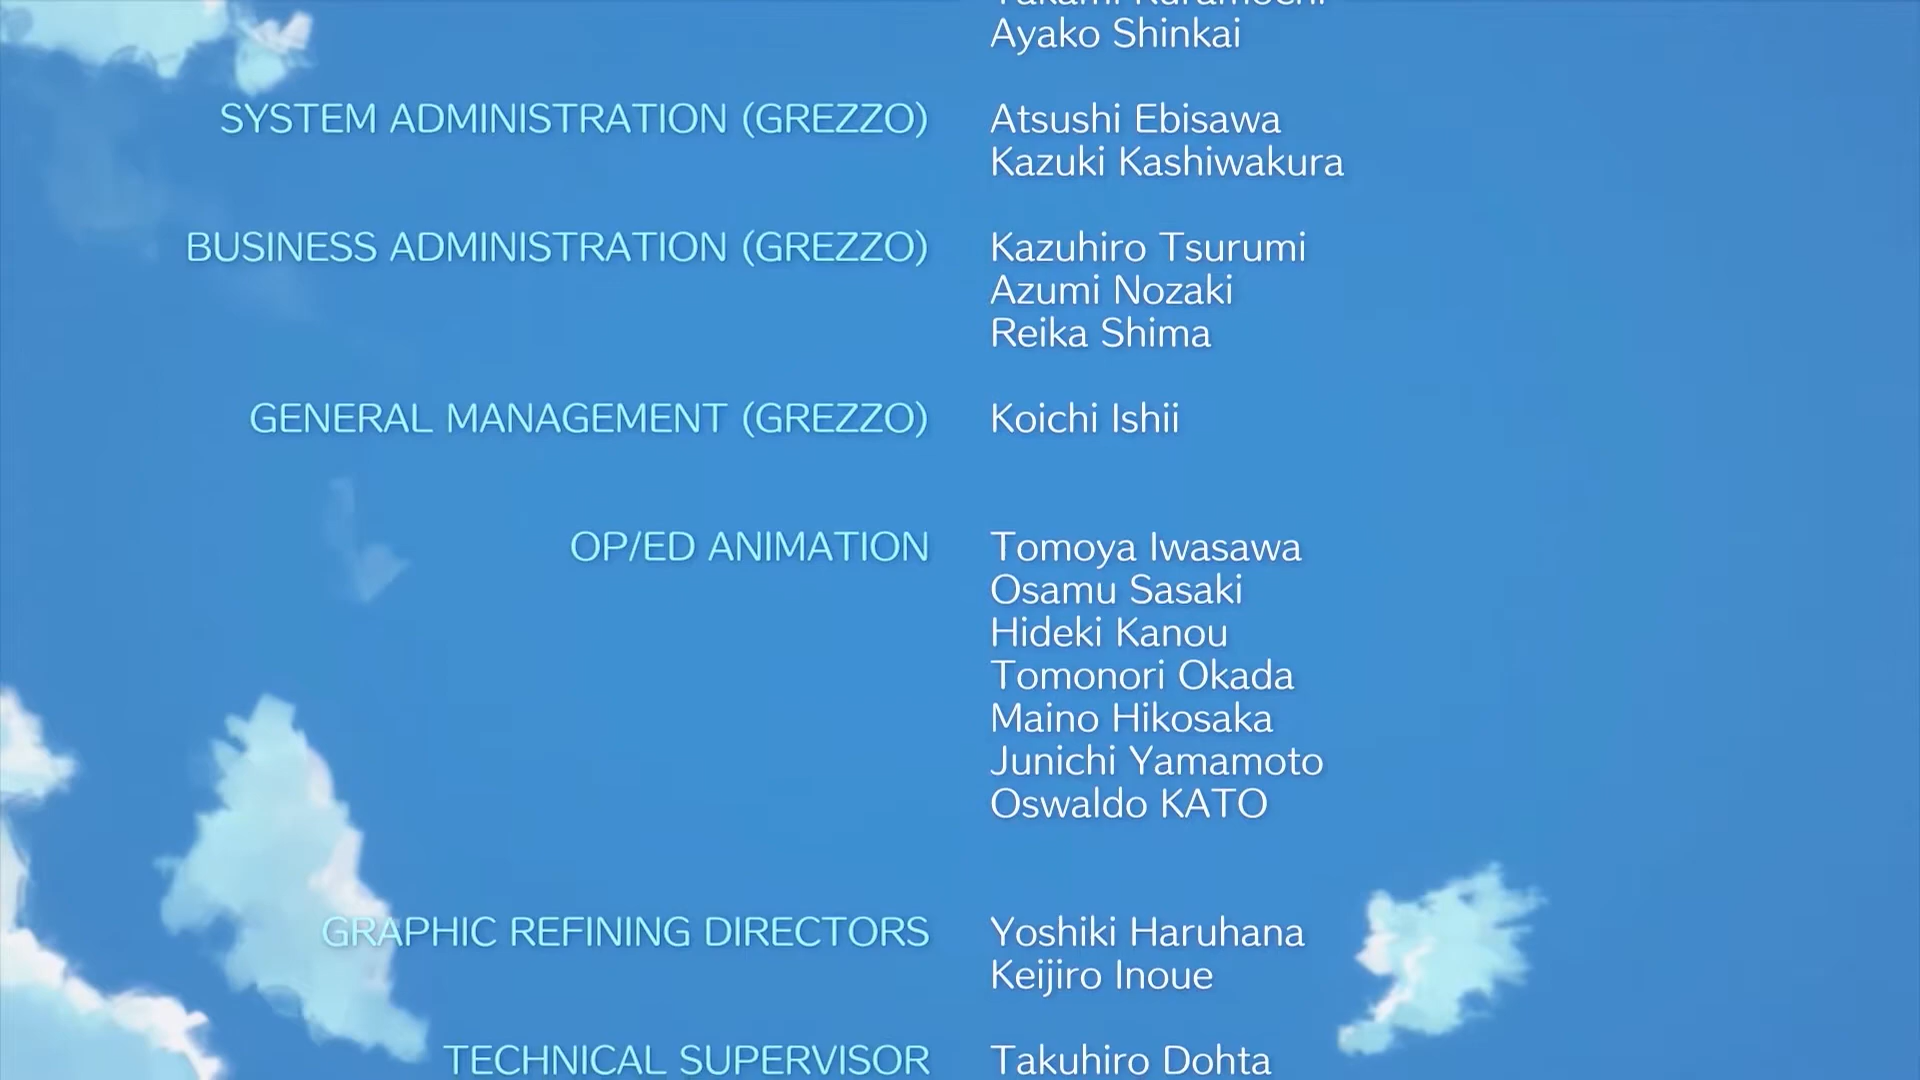 Ayako Shinkai
SYSTEM ADMINISTRATION (GREZZO) Atsushi Ebisawa
Kazuki Kashiwakura
BUSINESS ADMINISTRATION (GREZZO) Kazuhiro Tsurumi
Azumi Nozaki
Reika Shima
GENERAL MANAGEMENT (GREZZO) Koichi Ishii
OP/ED ANIMATION Tomoya Iwasawa
Osamu Sasaki
Hideki Kanou
Tomonori Okada
Maino Hikosaka
Junichi Yamamoto
Oswaldo KATO
GRAPHIC REFINING DIRECTORS Yoshiki Haruhana
Keijiro Inoue
TECHNICAL SUPERVISOR Takuhiro Dohta